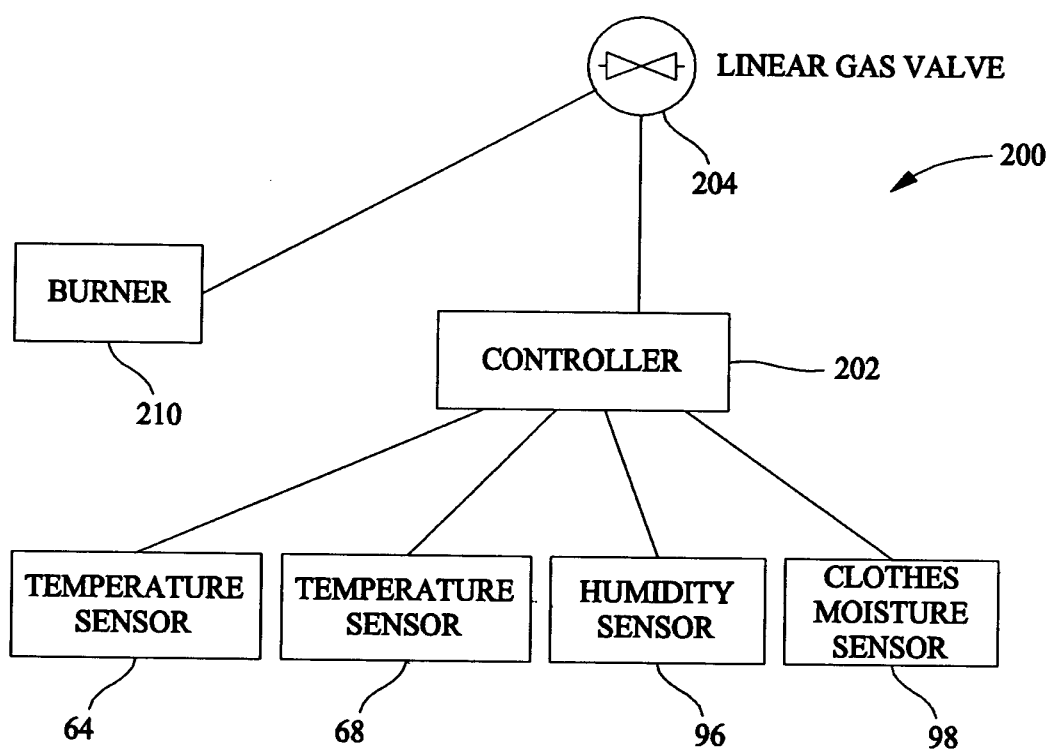 LINEAR GAS VALVE
204
200
BURNER
210
CONTROLLER
202
TEMPERATURE
SENSOR
64
TEMPERATURE
SENSOR
68
HUMIDITY
SENSOR
96
CLOTHES
MOISTURE
SENSOR
98